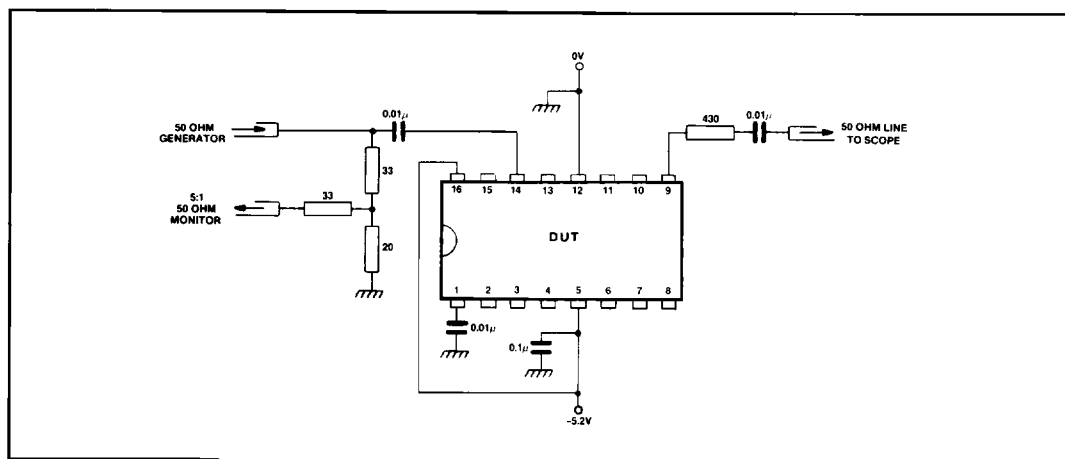 0V
50 OHM
GENERATOR
0.01μ
33
5:1
50 OHM
MONITOR
33
20
430
0.01μ
50 OHM LINE
TO SCOPE
16 15 14 13 12 11 10 9
DUT
1 2 3 4 5 6 7 8
0.01μ
0.1μ
-5.2V